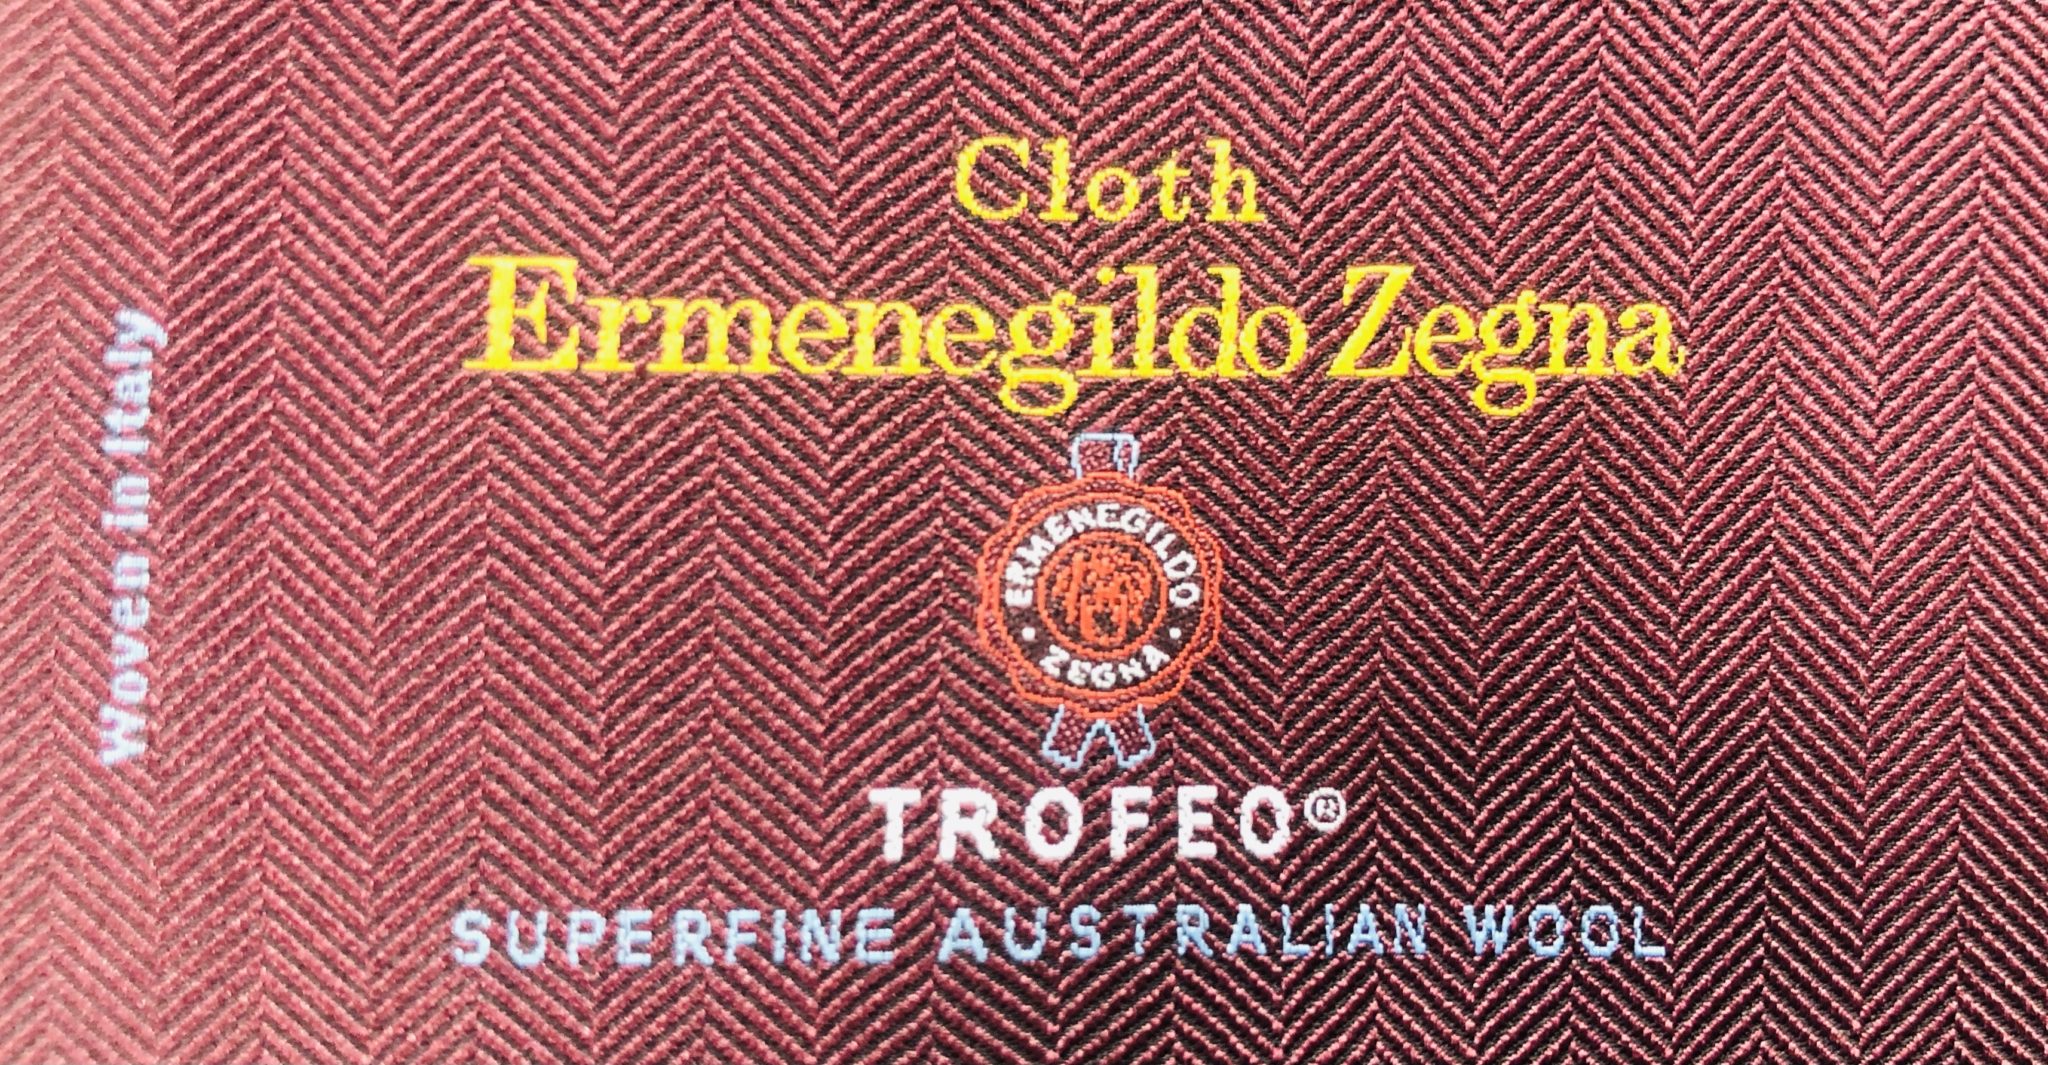 Cloth
Ermenegildo Zegna
ERMENEGILDO
· ZEGNA ·
TROFEO®
SUPERFINE AUSTRALIAN WOOL
Woven in Italy